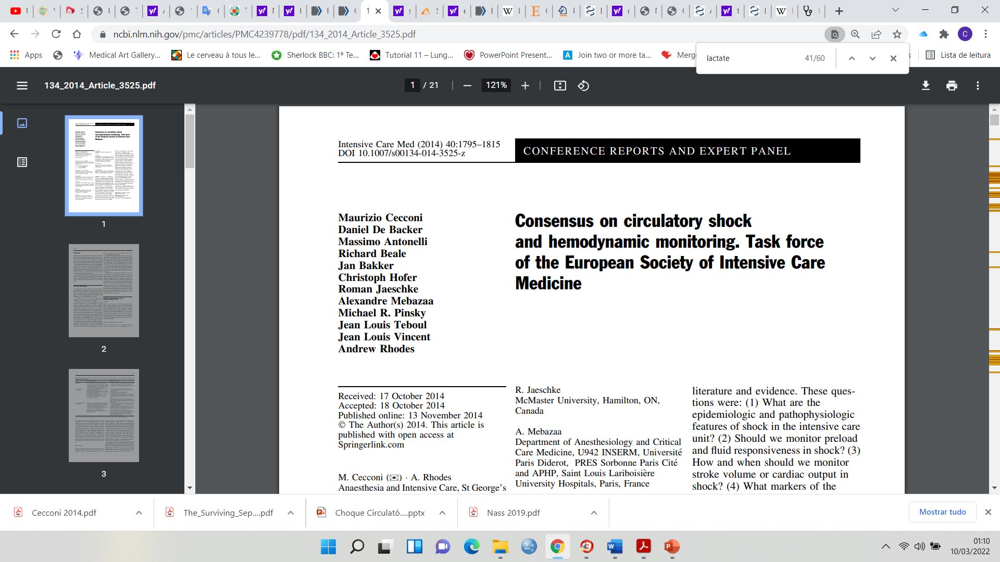 ncbi.nlm.nih.gov/pmc/articles/PMC4239778/pdf/134_2014_Article_3525.pdf
C
Apps
Medical Art Gallery...
Le cerveau à tous le...
Sherlock BBC: 1ª Te...
Tutorial 11 – Lung...
PowerPoint Present...
Join two or more ta...
Merg
Lista de leitura
lactate
41/60
134_2014_Article_3525.pdf
1 / 21
121%
1
2
3
Intensive Care Med (2014) 40:1795–1815
DOI 10.1007/s00134-014-3525-z
CONFERENCE REPORTS AND EXPERT PANEL
Maurizio Cecconi
Daniel De Backer
Massimo Antonelli
Richard Beale
Jan Bakker
Christoph Hofer
Roman Jaeschke
Alexandre Mebazaa
Michael R. Pinsky
Jean Louis Teboul
Jean Louis Vincent
Andrew Rhodes
Consensus on circulatory shock
and hemodynamic monitoring. Task force
of the European Society of Intensive Care
Medicine
Received: 17 October 2014
Accepted: 18 October 2014
Published online: 13 November 2014
© The Author(s) 2014. This article is
published with open access at
Springerlink.com
M. Cecconi (✉) · A. Rhodes
Anaesthesia and Intensive Care, St George's
R. Jaeschke
McMaster University, Hamilton, ON,
Canada
A. Mebazaa
Department of Anesthesiology and Critical
Care Medicine, U942 INSERM, Université
Paris Diderot, PRES Sorbonne Paris Cité
and APHP, Saint Louis Lariboisière
University Hospitals, Paris, France
literature and evidence. These ques-
tions were: (1) What are the
epidemiologic and pathophysiologic
features of shock in the intensive care
unit? (2) Should we monitor preload
and fluid responsiveness in shock? (3)
How and when should we monitor
stroke volume or cardiac output in
shock? (4) What markers of the
Cecconi 2014.pdf
The_Surviving_Sep....pdf
Choque Circulató....pptx
Nass 2019.pdf
Mostrar tudo
01:10
10/03/2022